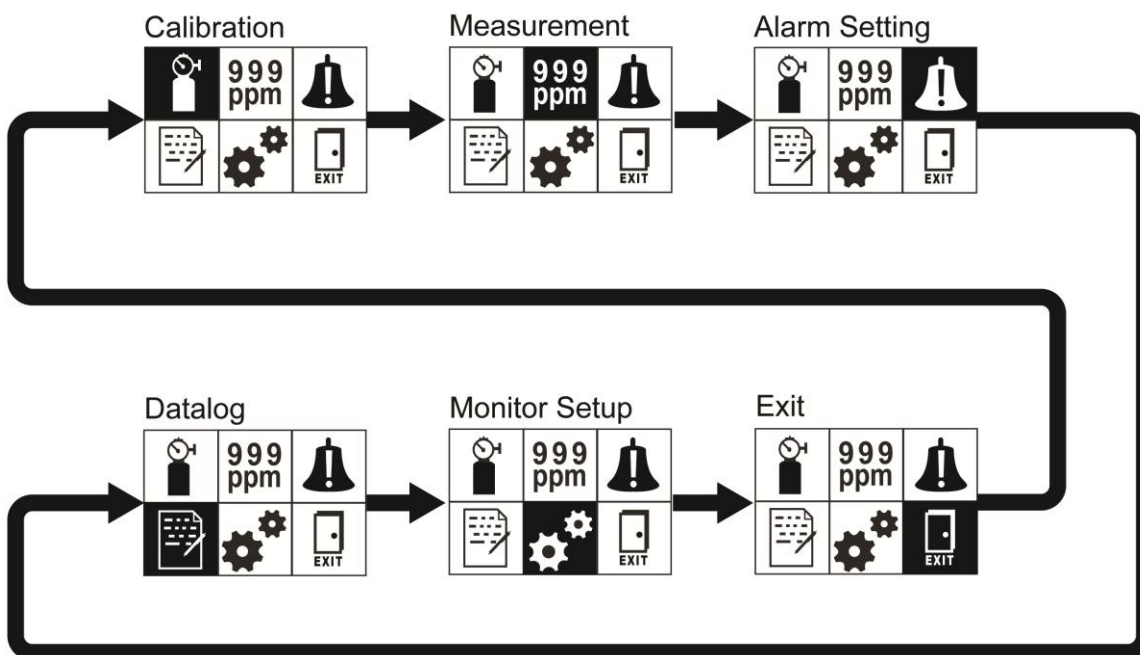 Calibration
Measurement
Alarm Setting
999
ppm
EXIT
999
ppm
EXIT
999
ppm
EXIT
Datalog
Monitor Setup
Exit
999
ppm
EXIT
999
ppm
EXIT
999
ppm
EXIT